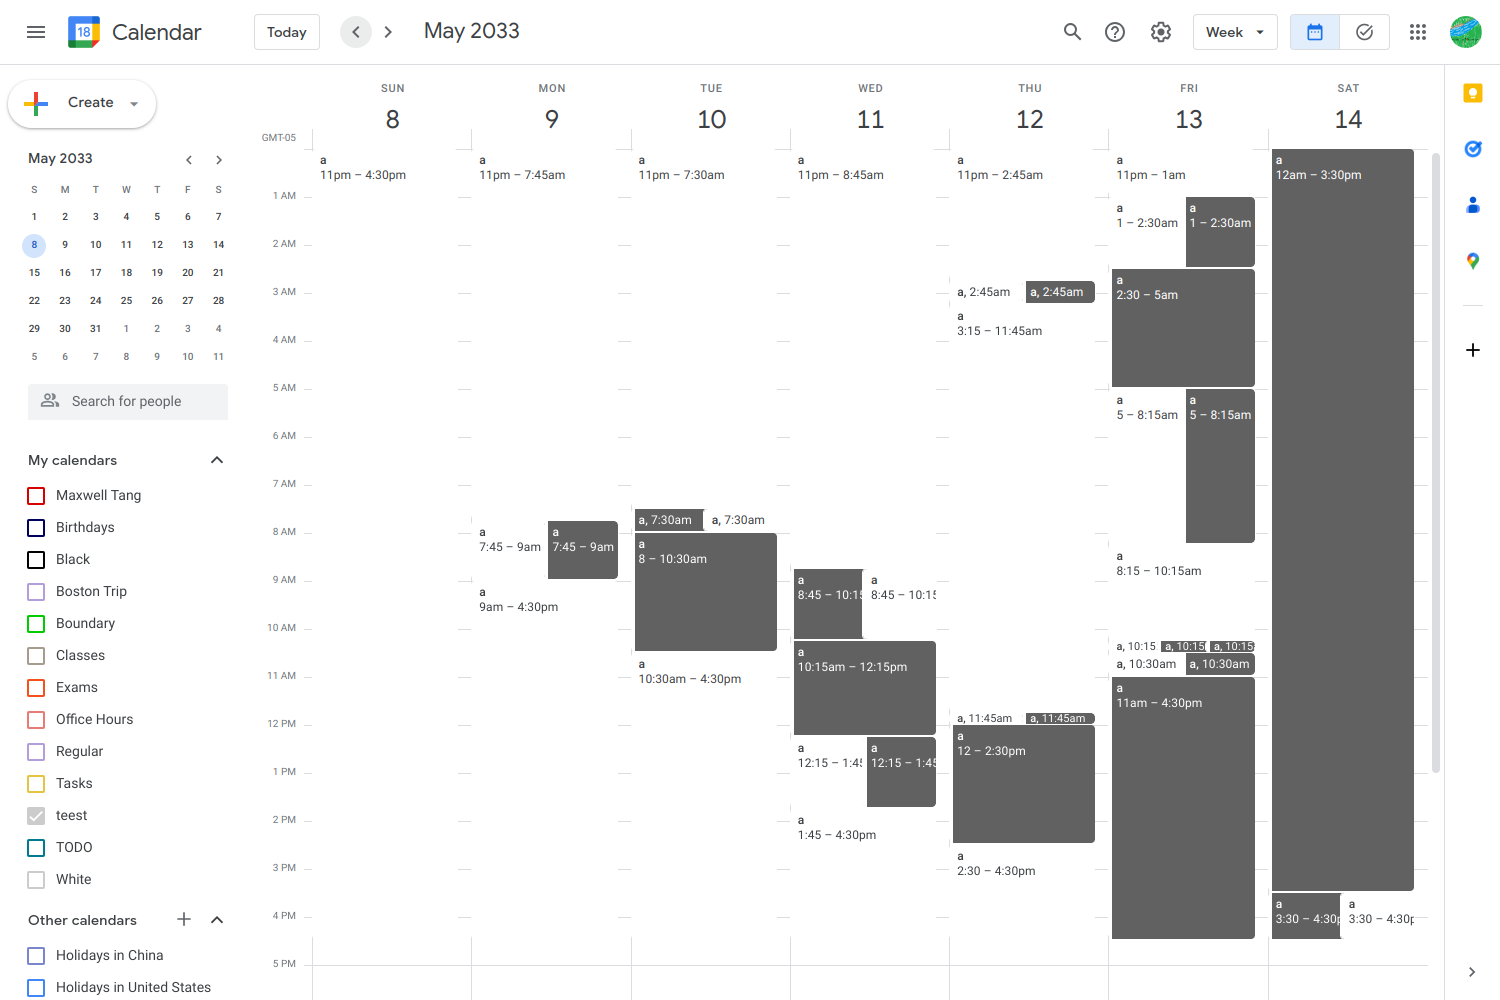 18 Calendar Today May 2033 Week
Create
May 2033
S M T W T F S
1 2 3 4 5 6 7
8 9 10 11 12 13 14
15 16 17 18 19 20 21
22 23 24 25 26 27 28
29 30 31 1 2 3 4
5 6 7 8 9 10 11
Search for people
My calendars
Maxwell Tang
Birthdays
Black
Boston Trip
Boundary
Classes
Exams
Office Hours
Regular
Tasks
teest
TODO
White
Other calendars
Holidays in China
Holidays in United States
SUN MON TUE WED THU FRI SAT
8 9 10 11 12 13 14
GMT-05
1 AM
2 AM
3 AM
4 AM
5 AM
6 AM
7 AM
8 AM
9 AM
10 AM
11 AM
12 PM
1 PM
2 PM
3 PM
4 PM
5 PM
a
11pm – 4:30pm
a
11pm – 7:45am
a
7:45 – 9am
a
7:45 – 9am
a
9am – 4:30pm
a
11pm – 7:30am
a, 7:30am
a, 7:30am
a
8 – 10:30am
a
10:30am – 4:30pm
a
11pm – 8:45am
a
8:45 – 10:15
a
8:45 – 10:15
a
10:15am – 12:15pm
a
12:15 – 1:45
a
12:15 – 1:45
a
1:45 – 4:30pm
a
11pm – 2:45am
a, 2:45am
a, 2:45am
a
3:15 – 11:45am
a, 11:45am
a, 11:45am
a
12 – 2:30pm
a
2:30 – 4:30pm
a
11pm – 1am
a
1 – 2:30am
a
1 – 2:30am
a
2:30 – 5am
a
5 – 8:15am
a
5 – 8:15am
a
8:15 – 10:15am
a, 10:15
a, 10:15
a, 10:15
a, 10:30am
a, 10:30am
a
11am – 4:30pm
a
12am – 3:30pm
a
3:30 – 4:30p
a
3:30 – 4:30p